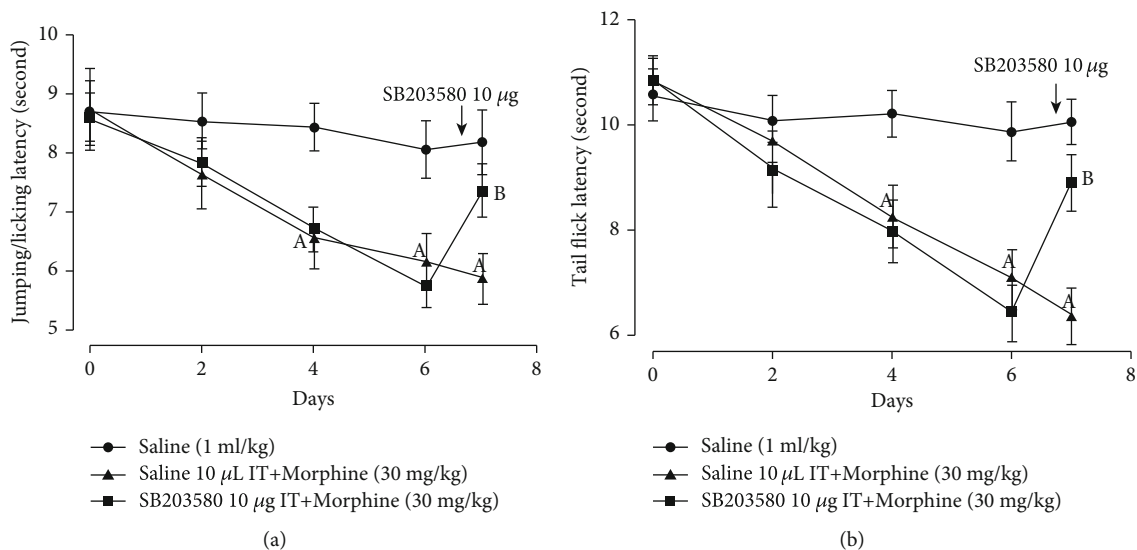 10
9
8
7
6
5
Jumping/licking latency (second)
SB203580 10 μg
A
A
A
B
0
2
4
6
8
Days
Saline (1 ml/kg)
Saline 10 μL IT+Morphine (30 mg/kg)
SB203580 10 μg IT+Morphine (30 mg/kg)
(a)
12
10
8
6
Tail flick latency (second)
SB203580 10 μg
A
A
A
B
0
2
4
6
8
Days
Saline (1 ml/kg)
Saline 10 μL IT+Morphine (30 mg/kg)
SB203580 10 μg IT+Morphine (30 mg/kg)
(b)